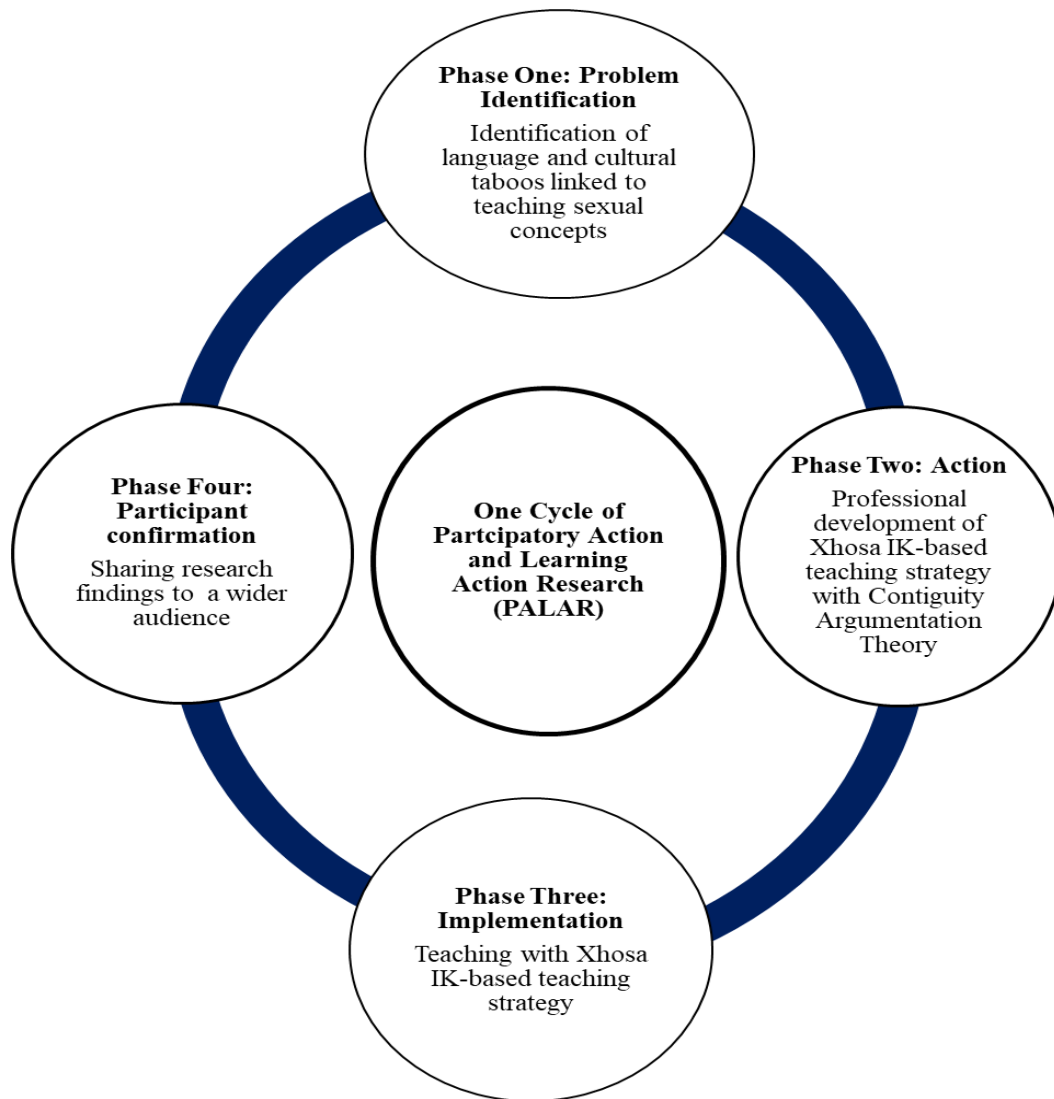 Phase One: Problem
Identification
Identification of
language and cultural
taboos linked to
teaching sexual
concepts
Phase Two: Action
Professional
development of
Xhosa IK-based
teaching strategy
with Contiguity
Argumentation
Theory
Phase Three:
Implementation
Teaching with Xhosa
IK-based teaching
strategy
Phase Four:
Participant
confirmation
Sharing research
findings to  a wider
audience
One Cycle of
Partcipatory Action
and Learning
Action Research
(PALAR)